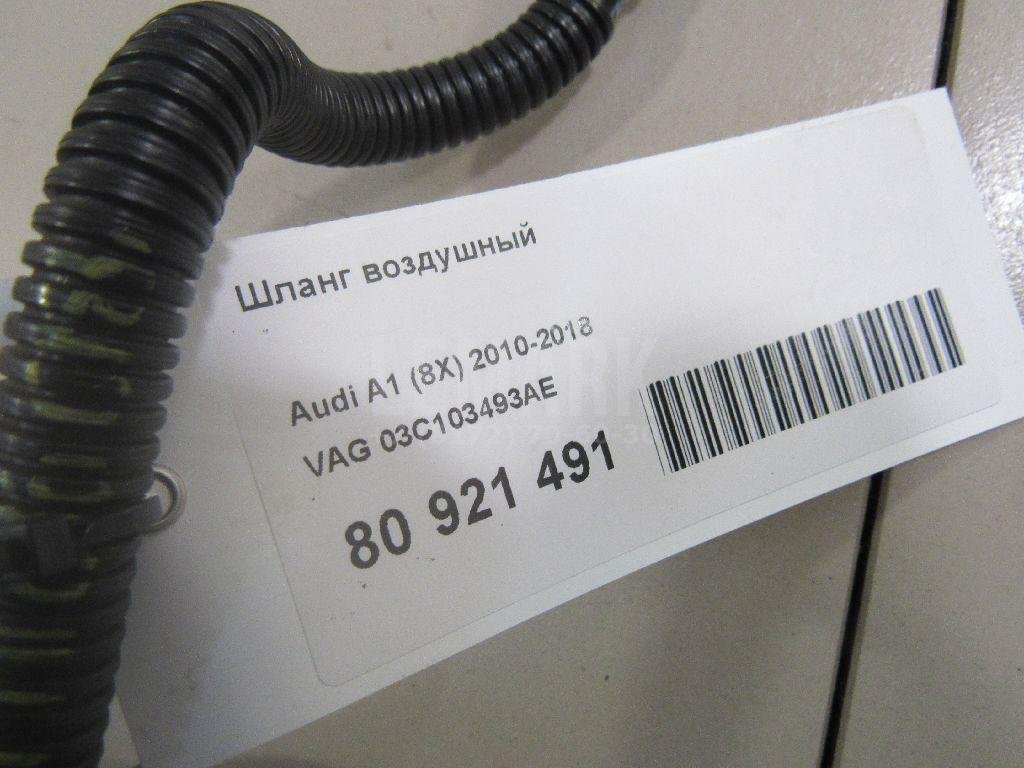 Шланг воздушный
Audi A1 (8X) 2010-2018
VAG 03C103493AE
80 921 491